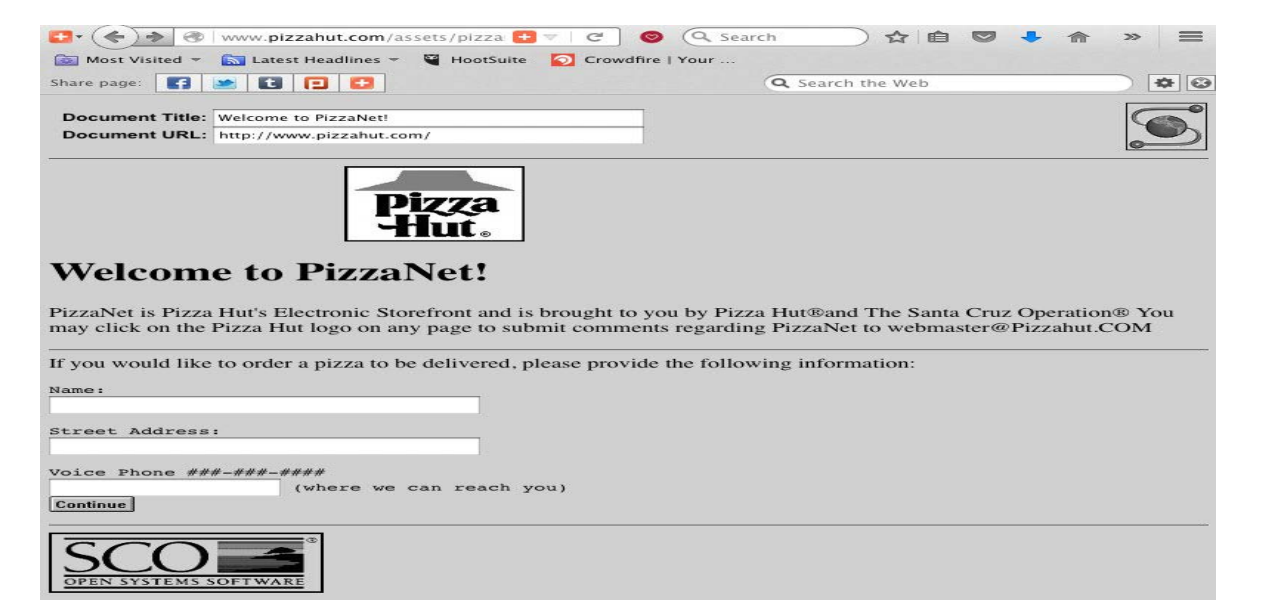 www.pizzahut.com/assets/pizza
Search
Most Visited
Latest Headlines
HootSuite
Crowdfire | Your ...
Share page:
Search the Web
Document Title: Welcome to PizzaNet!
Document URL: http://www.pizzahut.com/
Pizza
Hut®
Welcome to PizzaNet!
PizzaNet is Pizza Hut's Electronic Storefront and is brought to you by Pizza Hut®and The Santa Cruz Operation® You
may click on the Pizza Hut logo on any page to submit comments regarding PizzaNet to webmaster@Pizzahut.COM
If you would like to order a pizza to be delivered, please provide the following information:
Name:
Street Address:
Voice Phone ###-###-####
(where we can reach you)
Continue
SCO®
OPEN SYSTEMS SOFTWARE